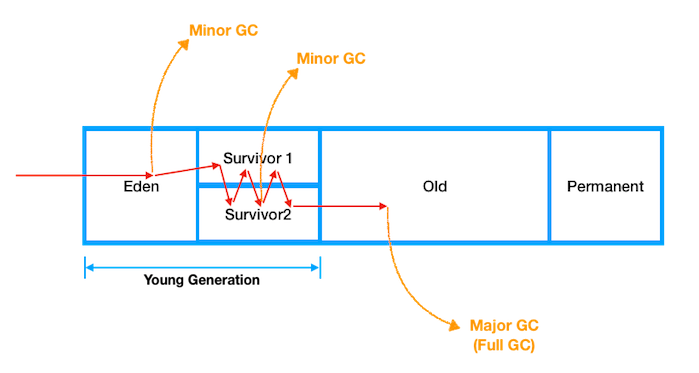 Minor GC
Minor GC
Survivor 1
Eden
Old
Permanent
Survivor2
Young Generation
Major GC
(Full GC)